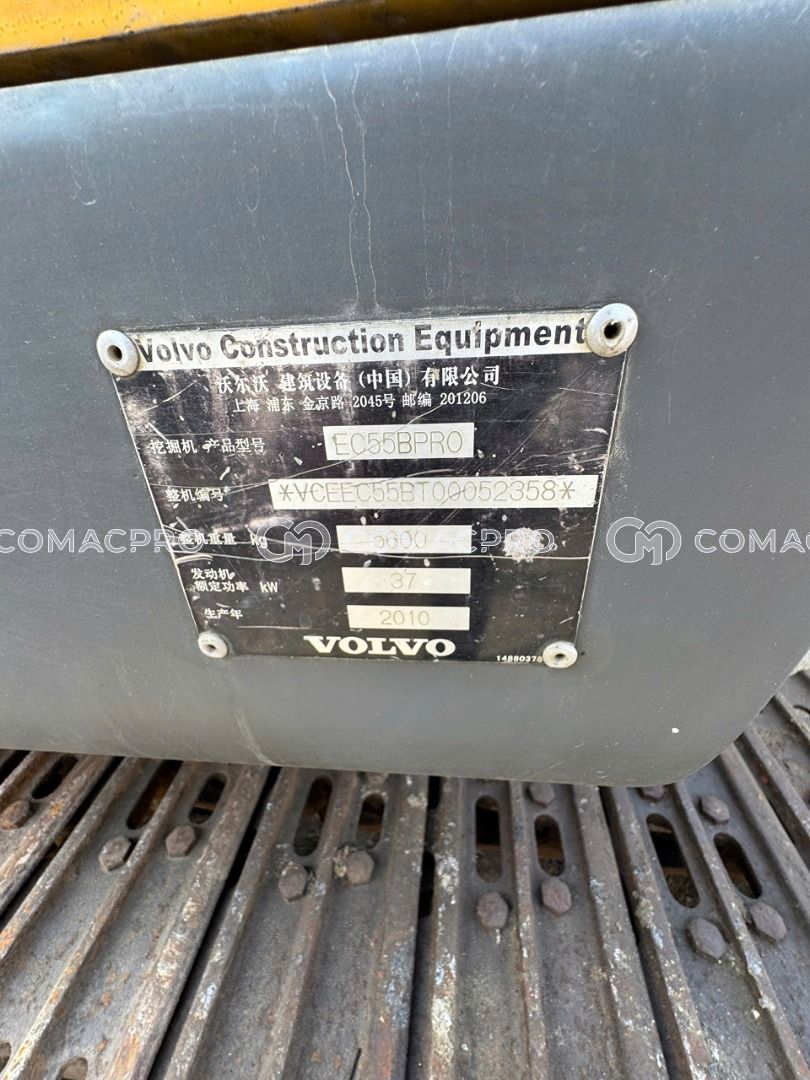 Volvo Construction Equipment
沃尔沃 建筑设备 (中国) 有限公司
上海 浦东 金京路 2045号 邮编 201206
挖掘机 产品型号 EC55BPRO
整机编号 *VCEEC55BT00052358*
整机重量 kg 5600
发动机
额定功率 kW 37
生产年 2010
VOLVO
14880378
COMACPRO COMACPRO COMACPRO